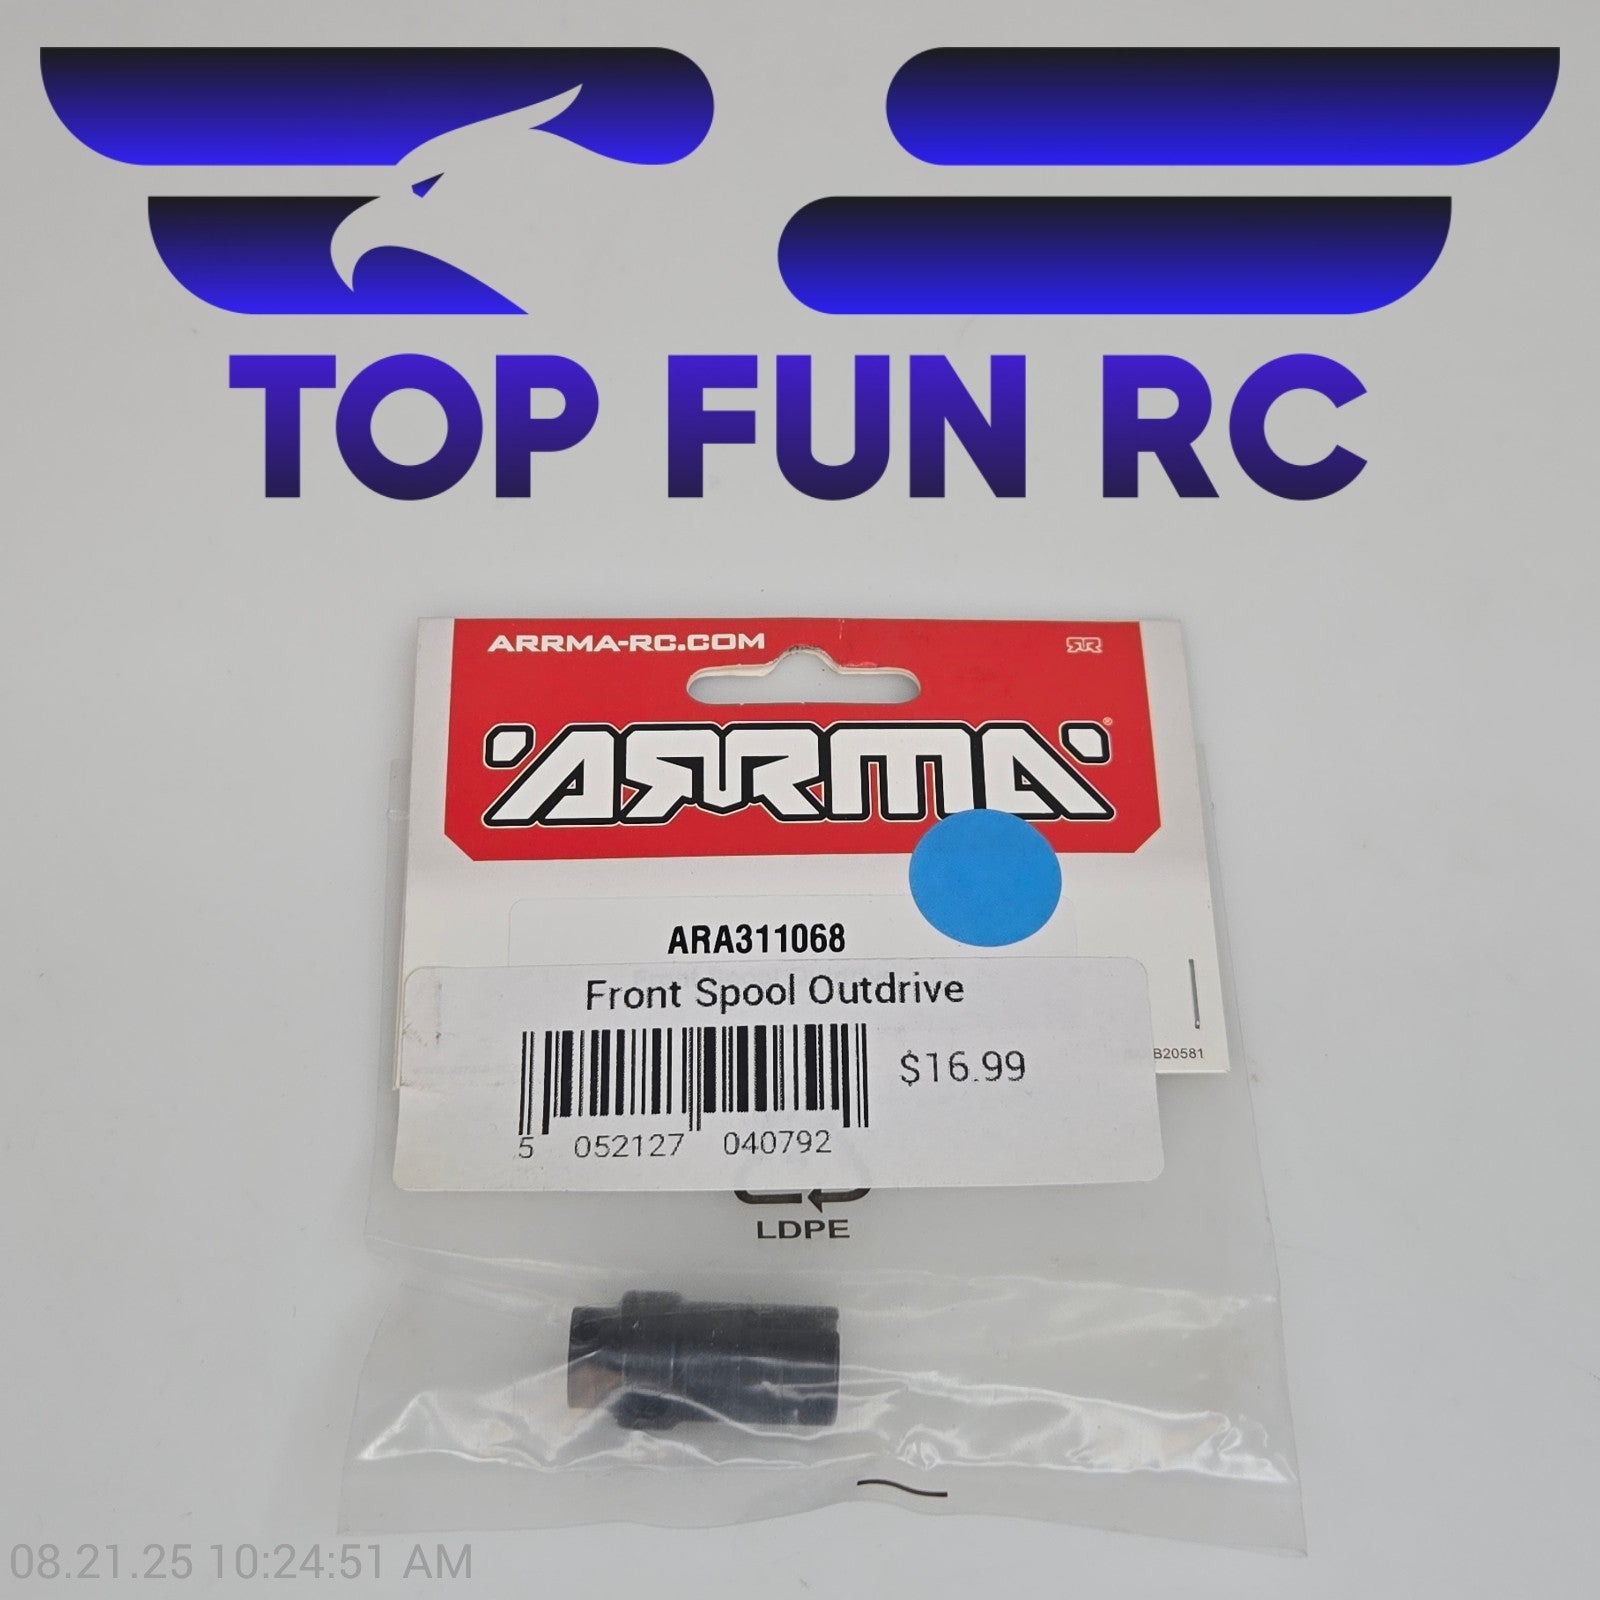 TOP FUN RC
ARRMA-RC.COM
ARRMA
ARA311068
Front Spool Outdrive
$16.99
B20581
5 052127 040792
LDPE
08.21.25 10:24:51 AM